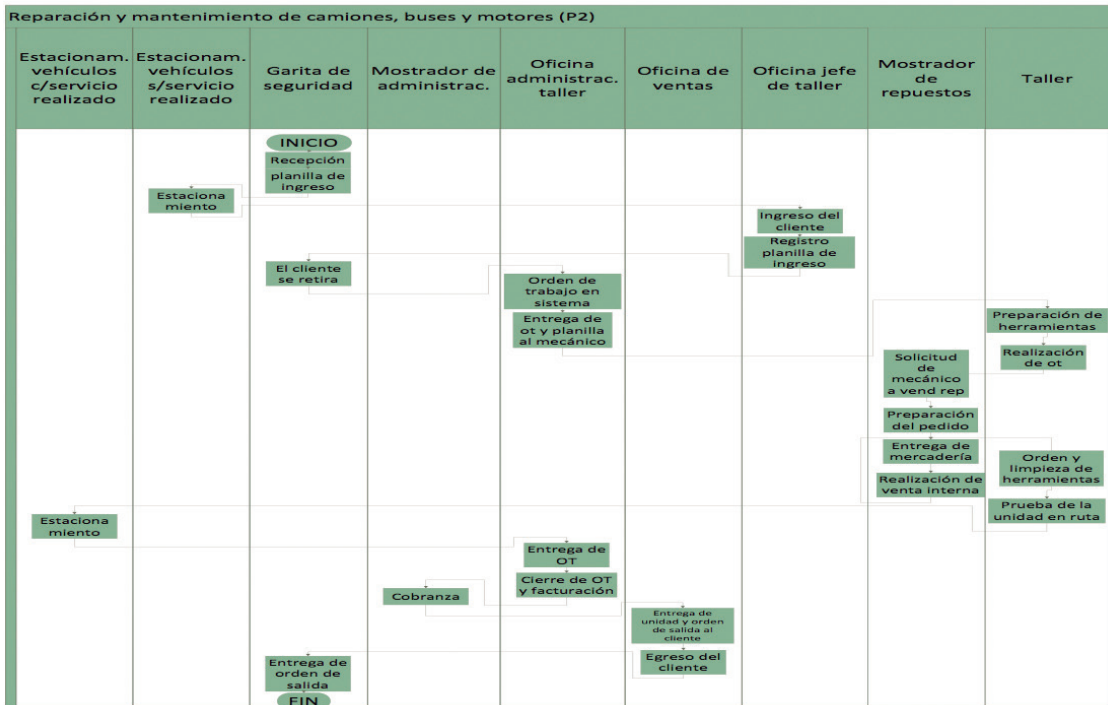 Reparación y mantenimiento de camiones, buses y motores (P2)
Estacionam.
vehículos
c/servicio
realizado
Estacionam.
vehículos
s/servicio
realizado
Garita de
seguridad
Mostrador de
administrac.
Oficina
administrac.
taller
Oficina de
ventas
Oficina jefe
de taller
Mostrador
de
repuestos
Taller
INICIO
Recepción
planilla de
ingreso
Estaciona
miento
Ingreso del
cliente
Registro
planilla de
ingreso
El cliente
se retira
Orden de
trabajo en
sistema
Entrega de
ot y planilla
al mecánico
Preparación de
herramientas
Realización
de ot
Solicitud
de
mecánico
a vend rep
Preparación
del pedido
Entrega de
mercadería
Realización de
venta interna
Orden y
limpieza de
herramientas
Prueba de la
unidad en ruta
Estaciona
miento
Entrega de
OT
Cierre de OT
y facturación
Cobranza
Entrega de
unidad y orden
de salida al
cliente
Egreso del
cliente
Entrega de
orden de
salida
FIN